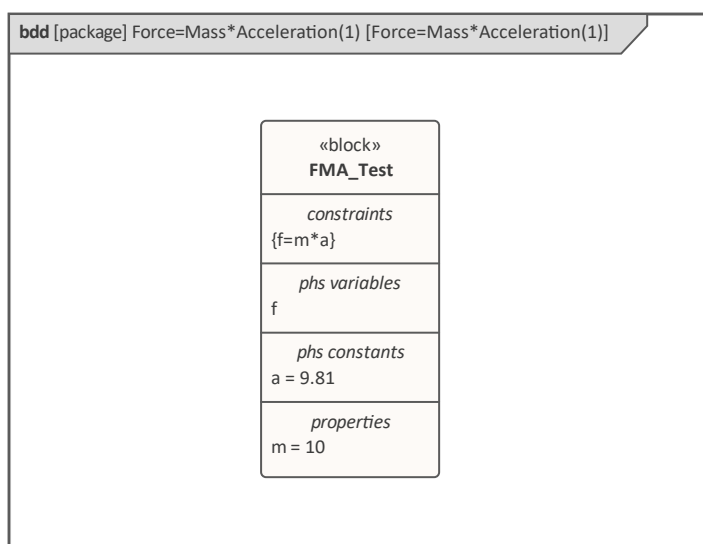 bdd [package] Force=Mass*Acceleration(1) [Force=Mass*Acceleration(1)]
«block»
FMA_Test
constraints
{f=m*a}
phs variables
f
phs constants
a = 9.81
properties
m = 10